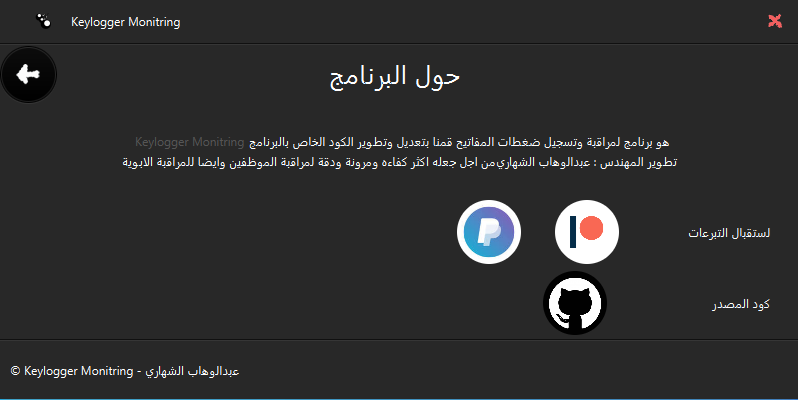 Keylogger Monitring
حول البرنامج
هو برنامج لمراقبة وتسجيل ضغطات المفاتيح قمنا بتعديل وتطوير الكود الخاص بالبرنامج Keylogger Monitring
تطوير المهندس : عبدالوهاب الشهاري من اجل جعله اكثر كفاءه ومرونة ودقة لمراقبة الموظفين وايضا للمراقبة الابوية
لستقبال التبرعات
كود المصدر
© Keylogger Monitring - عبدالوهاب الشهاري